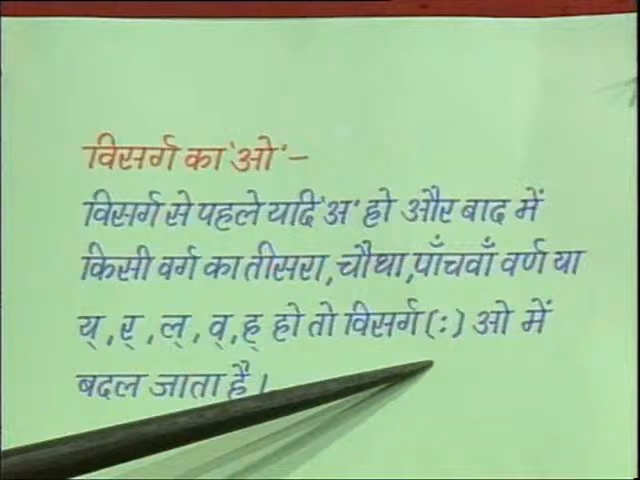 विसर्ग का 'ओ' –
विसर्ग से पहले यदि 'अ' हो और बाद में
किसी वर्ग का तीसरा, चौथा, पाँचवाँ वर्ण या
य्, र्, ल्, व्, ह् हो तो विसर्ग (:) ओ में
बदल जाता है।